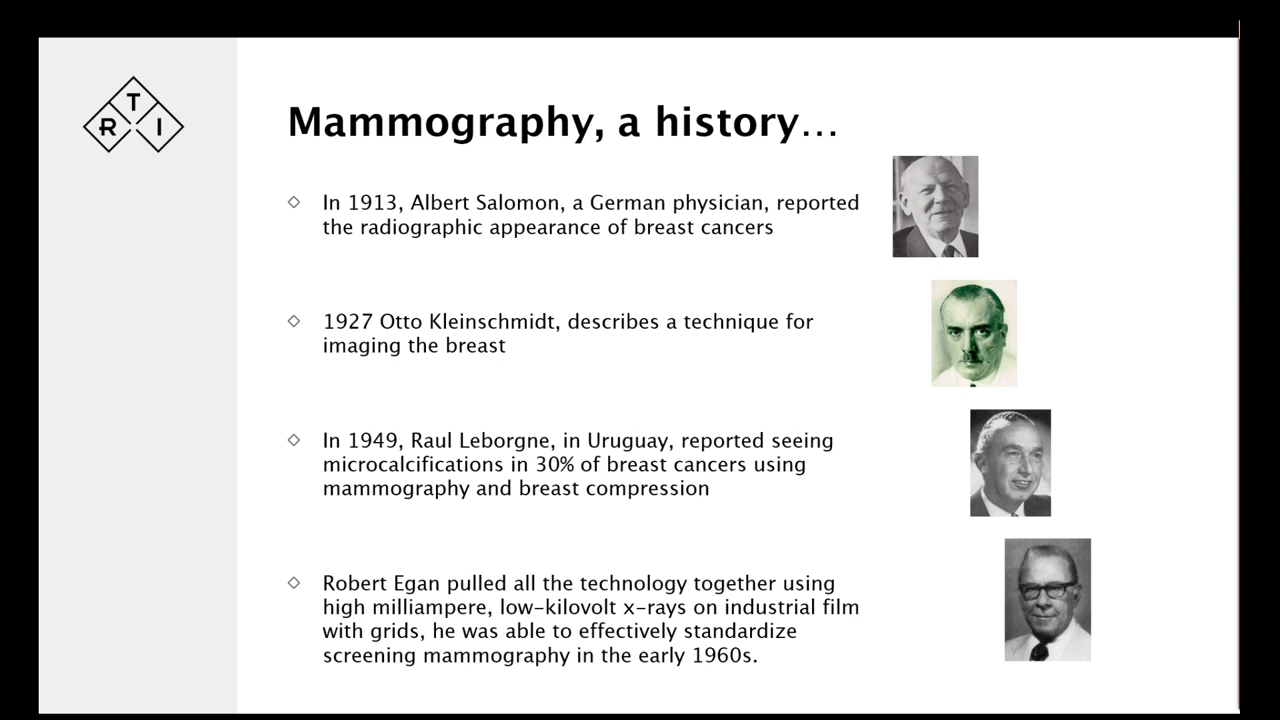 T
R I
Mammography, a history...
In 1913, Albert Salomon, a German physician, reported
the radiographic appearance of breast cancers
1927 Otto Kleinschmidt, describes a technique for
imaging the breast
In 1949, Raul Leborgne, in Uruguay, reported seeing
microcalcifications in 30% of breast cancers using
mammography and breast compression
Robert Egan pulled all the technology together using
high milliampere, low-kilovolt x-rays on industrial film
with grids, he was able to effectively standardize
screening mammography in the early 1960s.